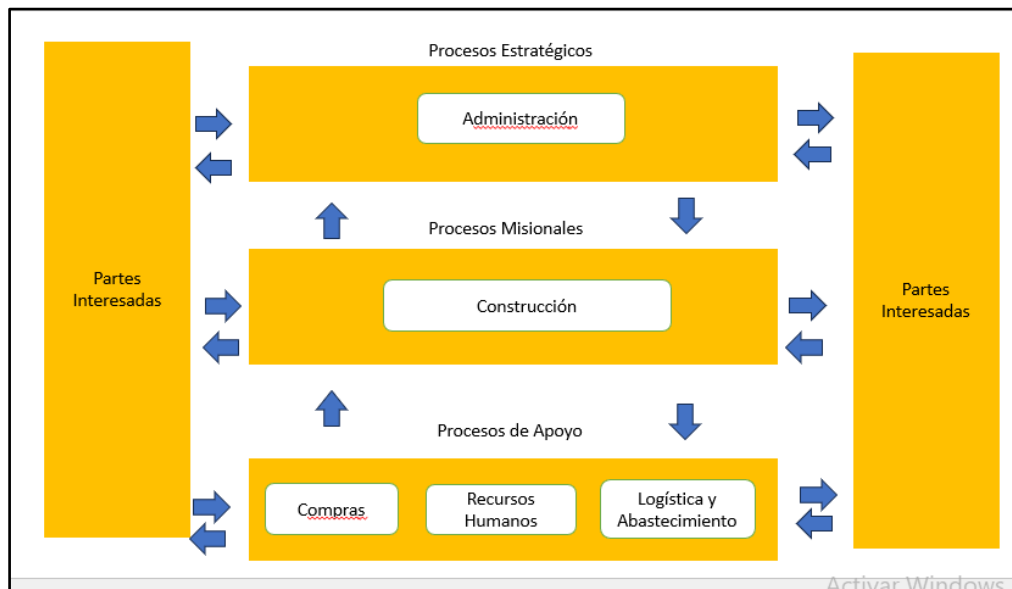 Procesos Estratégicos
Administración
Procesos Misionales
Partes
Interesadas
Construcción
Partes
Interesadas
Procesos de Apoyo
Compras
Recursos
Humanos
Logística y
Abastecimiento
Activar Windows